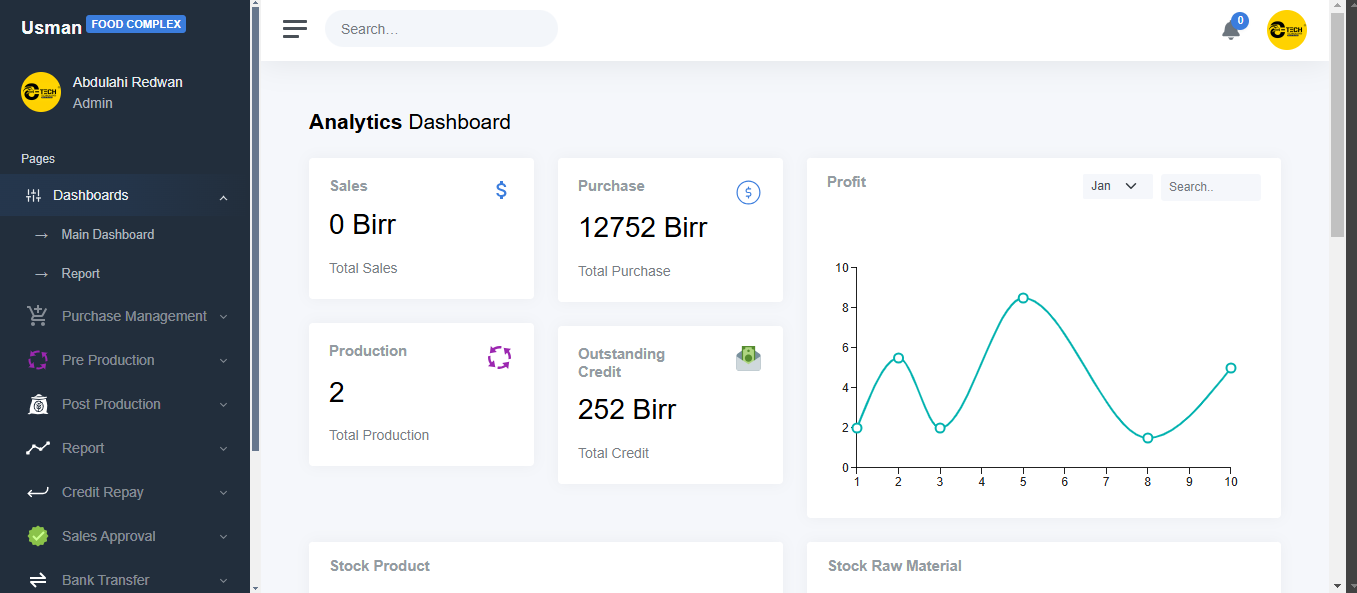 Usman FOOD COMPLEX
Abdulahi Redwan
Admin
Pages
Dashboards
Main Dashboard
Report
Purchase Management
Pre Production
Post Production
Report
Credit Repay
Sales Approval
Bank Transfer
Search...
0
TECH
Analytics Dashboard
Sales
0 Birr
Total Sales
Purchase
12752 Birr
Total Purchase
Production
2
Total Production
Outstanding
Credit
252 Birr
Total Credit
Profit
Jan
Search..
10
8
6
4
2
0
1 2 3 4 5 6 7 8 9 10
Stock Product
Stock Raw Material